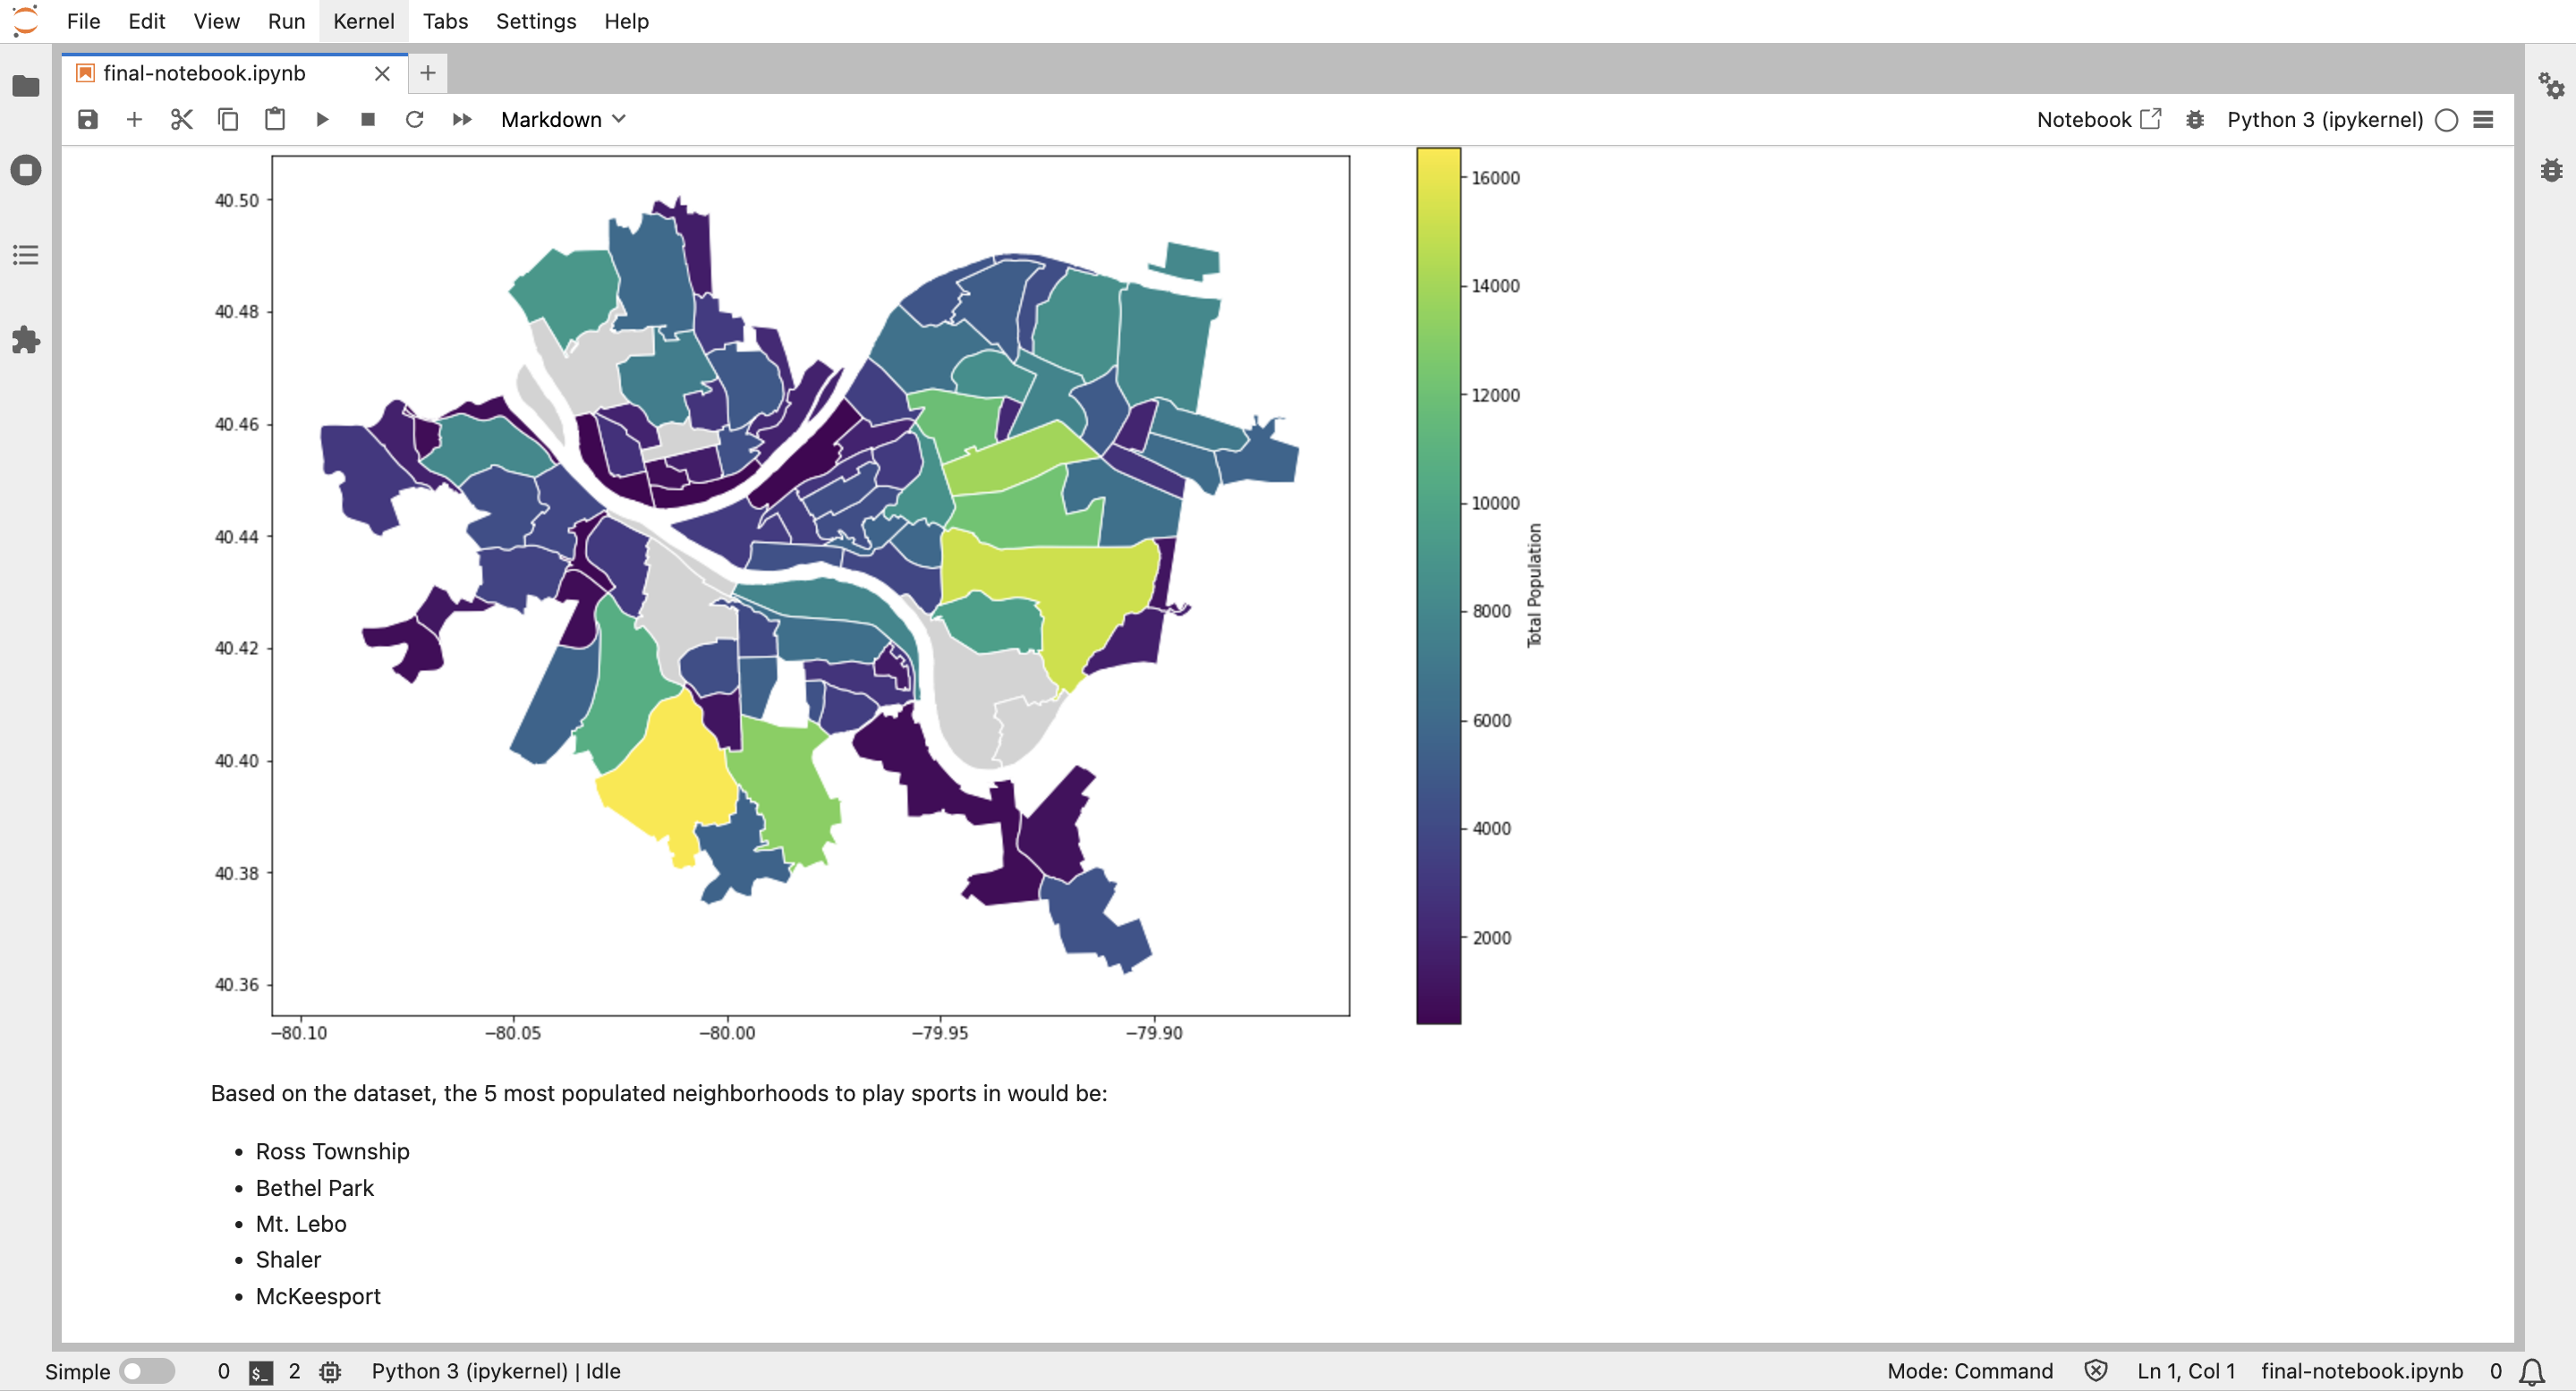 File Edit View Run Kernel Tabs Settings Help
final-notebook.ipynb
Markdown
Notebook
Python 3 (ipykernel)
40.50
40.48
40.46
40.44
40.42
40.40
40.38
40.36
−80.10 −80.05 −80.00 −79.95 −79.90
16000
14000
12000
10000
8000
6000
4000
2000
Total Population
Based on the dataset, the 5 most populated neighborhoods to play sports in would be:
• Ross Township
• Bethel Park
• Mt. Lebo
• Shaler
• McKeesport
Simple 0 $_ 2 Python 3 (ipykernel) | Idle Mode: Command Ln 1, Col 1 final-notebook.ipynb 0